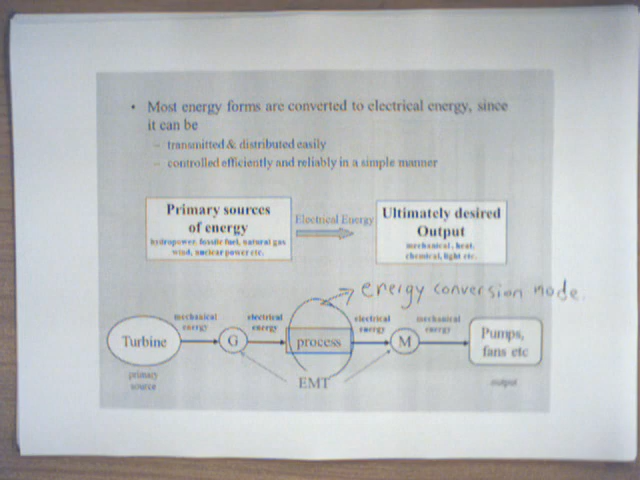 • Most energy forms are converted to electrical energy, since
it can be
– transmitted & distributed easily
– controlled efficiently and reliably in a simple manner
Primary sources
of energy
hydropower, fossile fuel, natural gas
wind, nuclear power etc.
Electrical Energy
Ultimately desired
Output
mechanical, heat,
chemical, light etc.
energy conversion mode.
Turbine
mechanical
energy
G
electrical
energy
process
electrical
energy
M
mechanical
energy
Pumps,
fans etc
primary
source
EMT
output